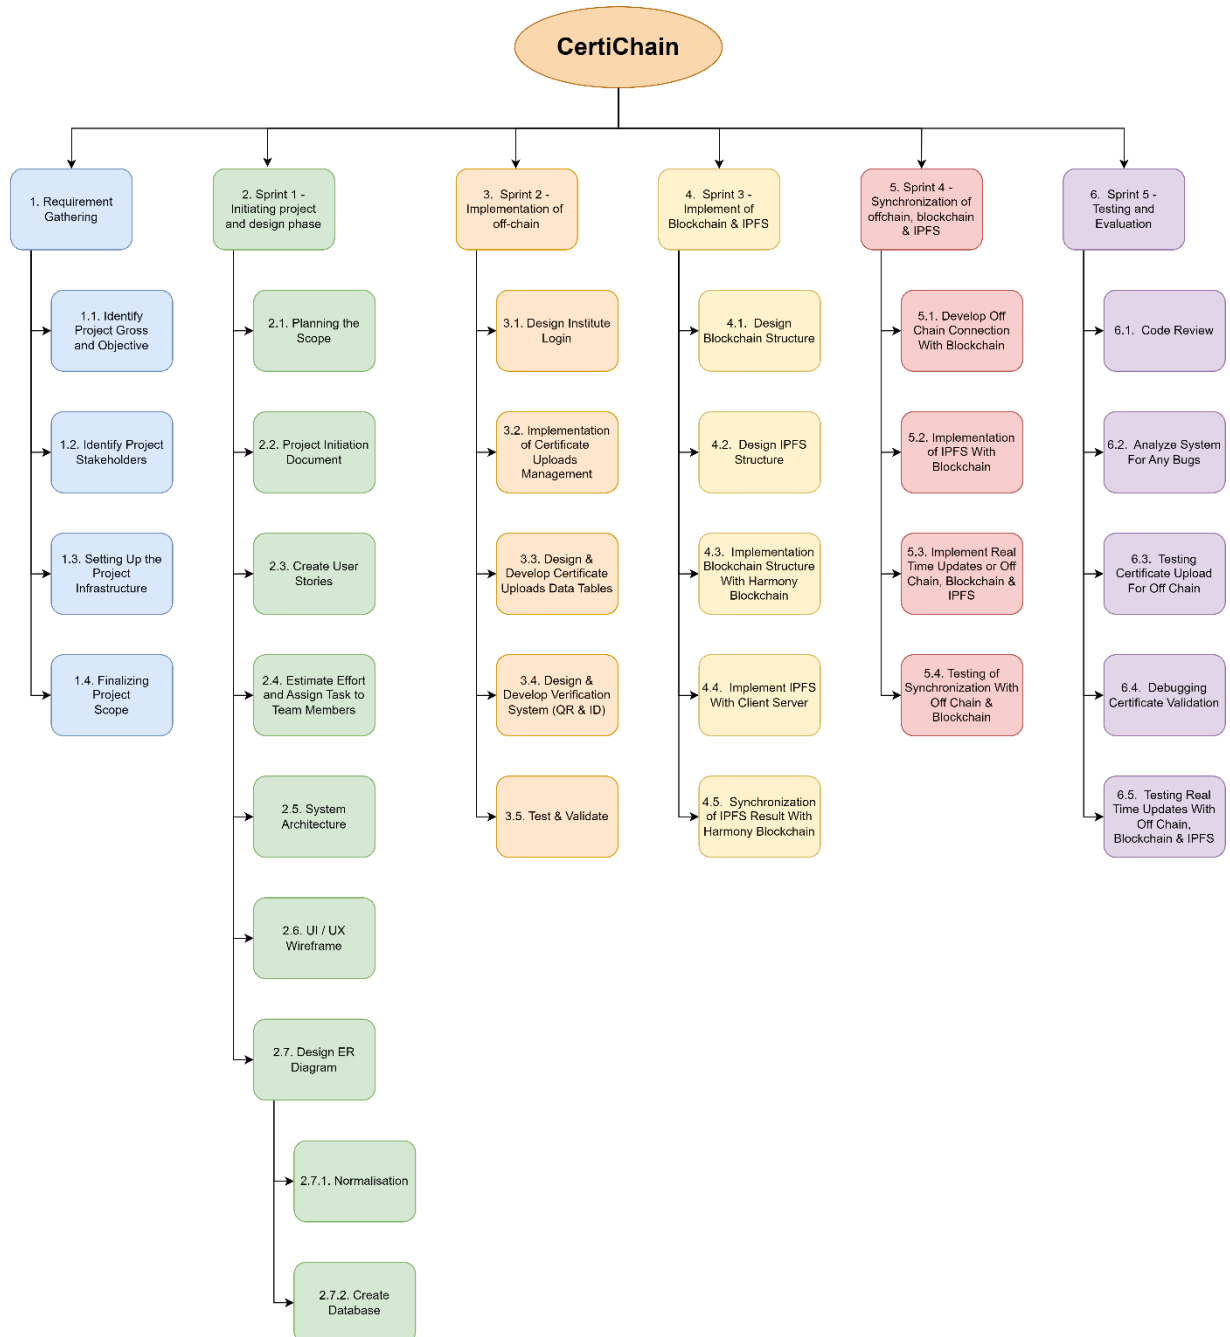 CertiChain
1. Requirement
Gathering
2. Sprint 1 -
Initiating project
and design phase
3. Sprint 2 -
Implementation of
off-chain
4. Sprint 3 -
Implement of
Blockchain & IPFS
5. Sprint 4 -
Synchronization of
offchain, blockchain
& IPFS
6. Sprint 5 -
Testing and
Evaluation
1.1. Identify
Project Gross
and Objective
2.1. Planning the
Scope
3.1. Design Institute
Login
4.1. Design
Blockchain Structure
5.1. Develop Off
Chain Connection
With Blockchain
6.1. Code Review
1.2. Identify Project
Stakeholders
2.2. Project Initiation
Document
3.2. Implementation
of Certificate
Uploads
Management
4.2. Design IPFS
Structure
5.2. Implementation
of IPFS With
Blockchain
6.2. Analyze System
For Any Bugs
1.3. Setting Up the
Project
Infrastructure
2.3. Create User
Stories
3.3. Design &
Develop Certificate
Uploads Data Tables
4.3. Implementation
Blockchain Structure
With Harmony
Blockchain
5.3. Implement Real
Time Updates or Off
Chain, Blockchain &
IPFS
6.3. Testing
Certificate Upload
For Off Chain
1.4. Finalizing
Project
Scope
2.4. Estimate Effort
and Assign Task to
Team Members
3.4. Design &
Develop Verification
System (QR & ID)
4.4. Implement IPFS
With Client Server
5.4. Testing of
Synchronization With
Off Chain &
Blockchain
6.4. Debugging
Certificate Validation
2.5. System
Architecture
3.5. Test & Validate
4.5. Synchronization
of IPFS Result With
Harmony Blockchain
6.5. Testing Real
Time Updates With
Off Chain,
Blockchain & IPFS
2.6. UI / UX
Wireframe
2.7. Design ER
Diagram
2.7.1. Normalisation
2.7.2. Create
Database